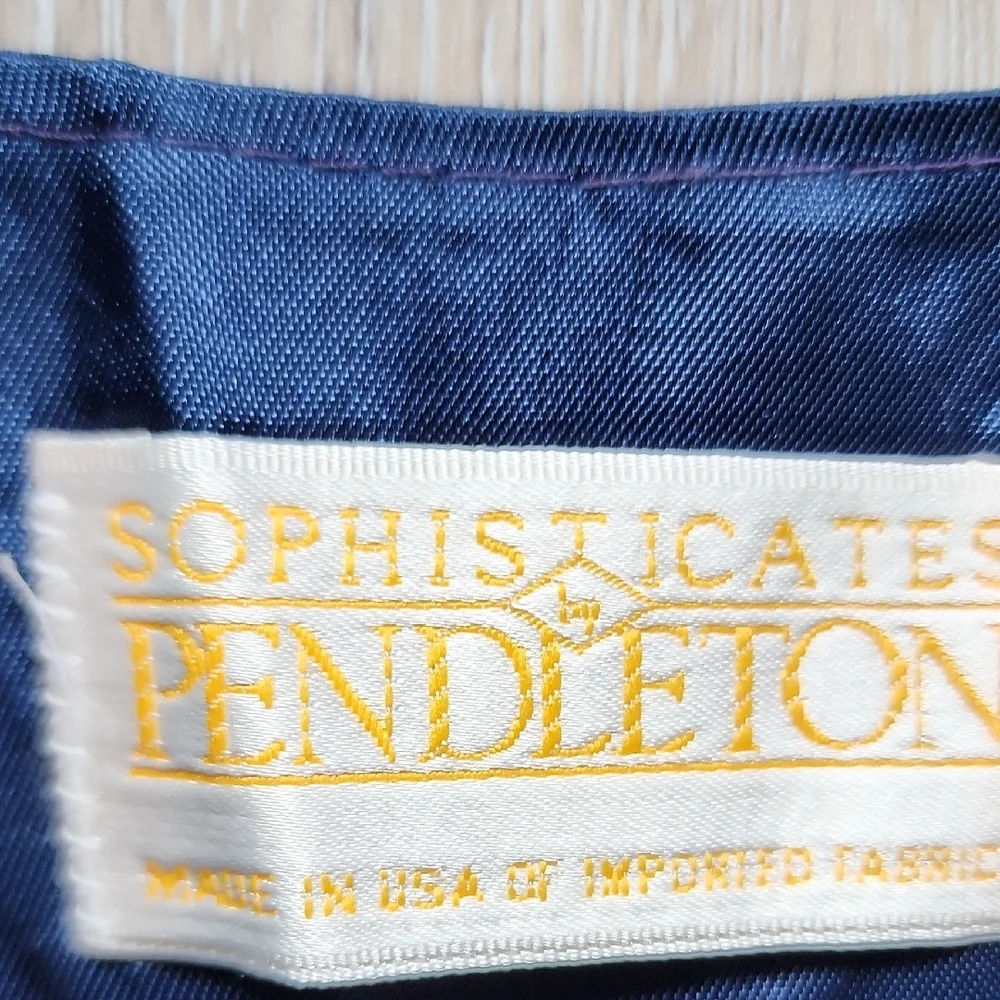 SOPHISTICATES
by
PENDLETON
MADE IN USA OF IMPORTED FABRIC